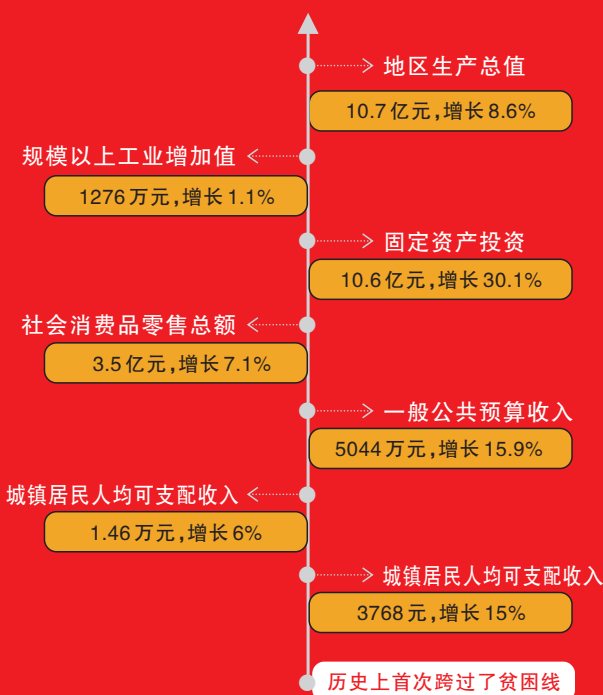 地区生产总值
10.7亿元,增长8.6%
规模以上工业增加值
1276万元,增长1.1%
固定资产投资
10.6亿元,增长30.1%
社会消费品零售总额
3.5亿元,增长7.1%
一般公共预算收入
5044万元,增长15.9%
城镇居民人均可支配收入
1.46万元,增长6%
城镇居民人均可支配收入
3768元,增长15%
历史上首次跨过了贫困线